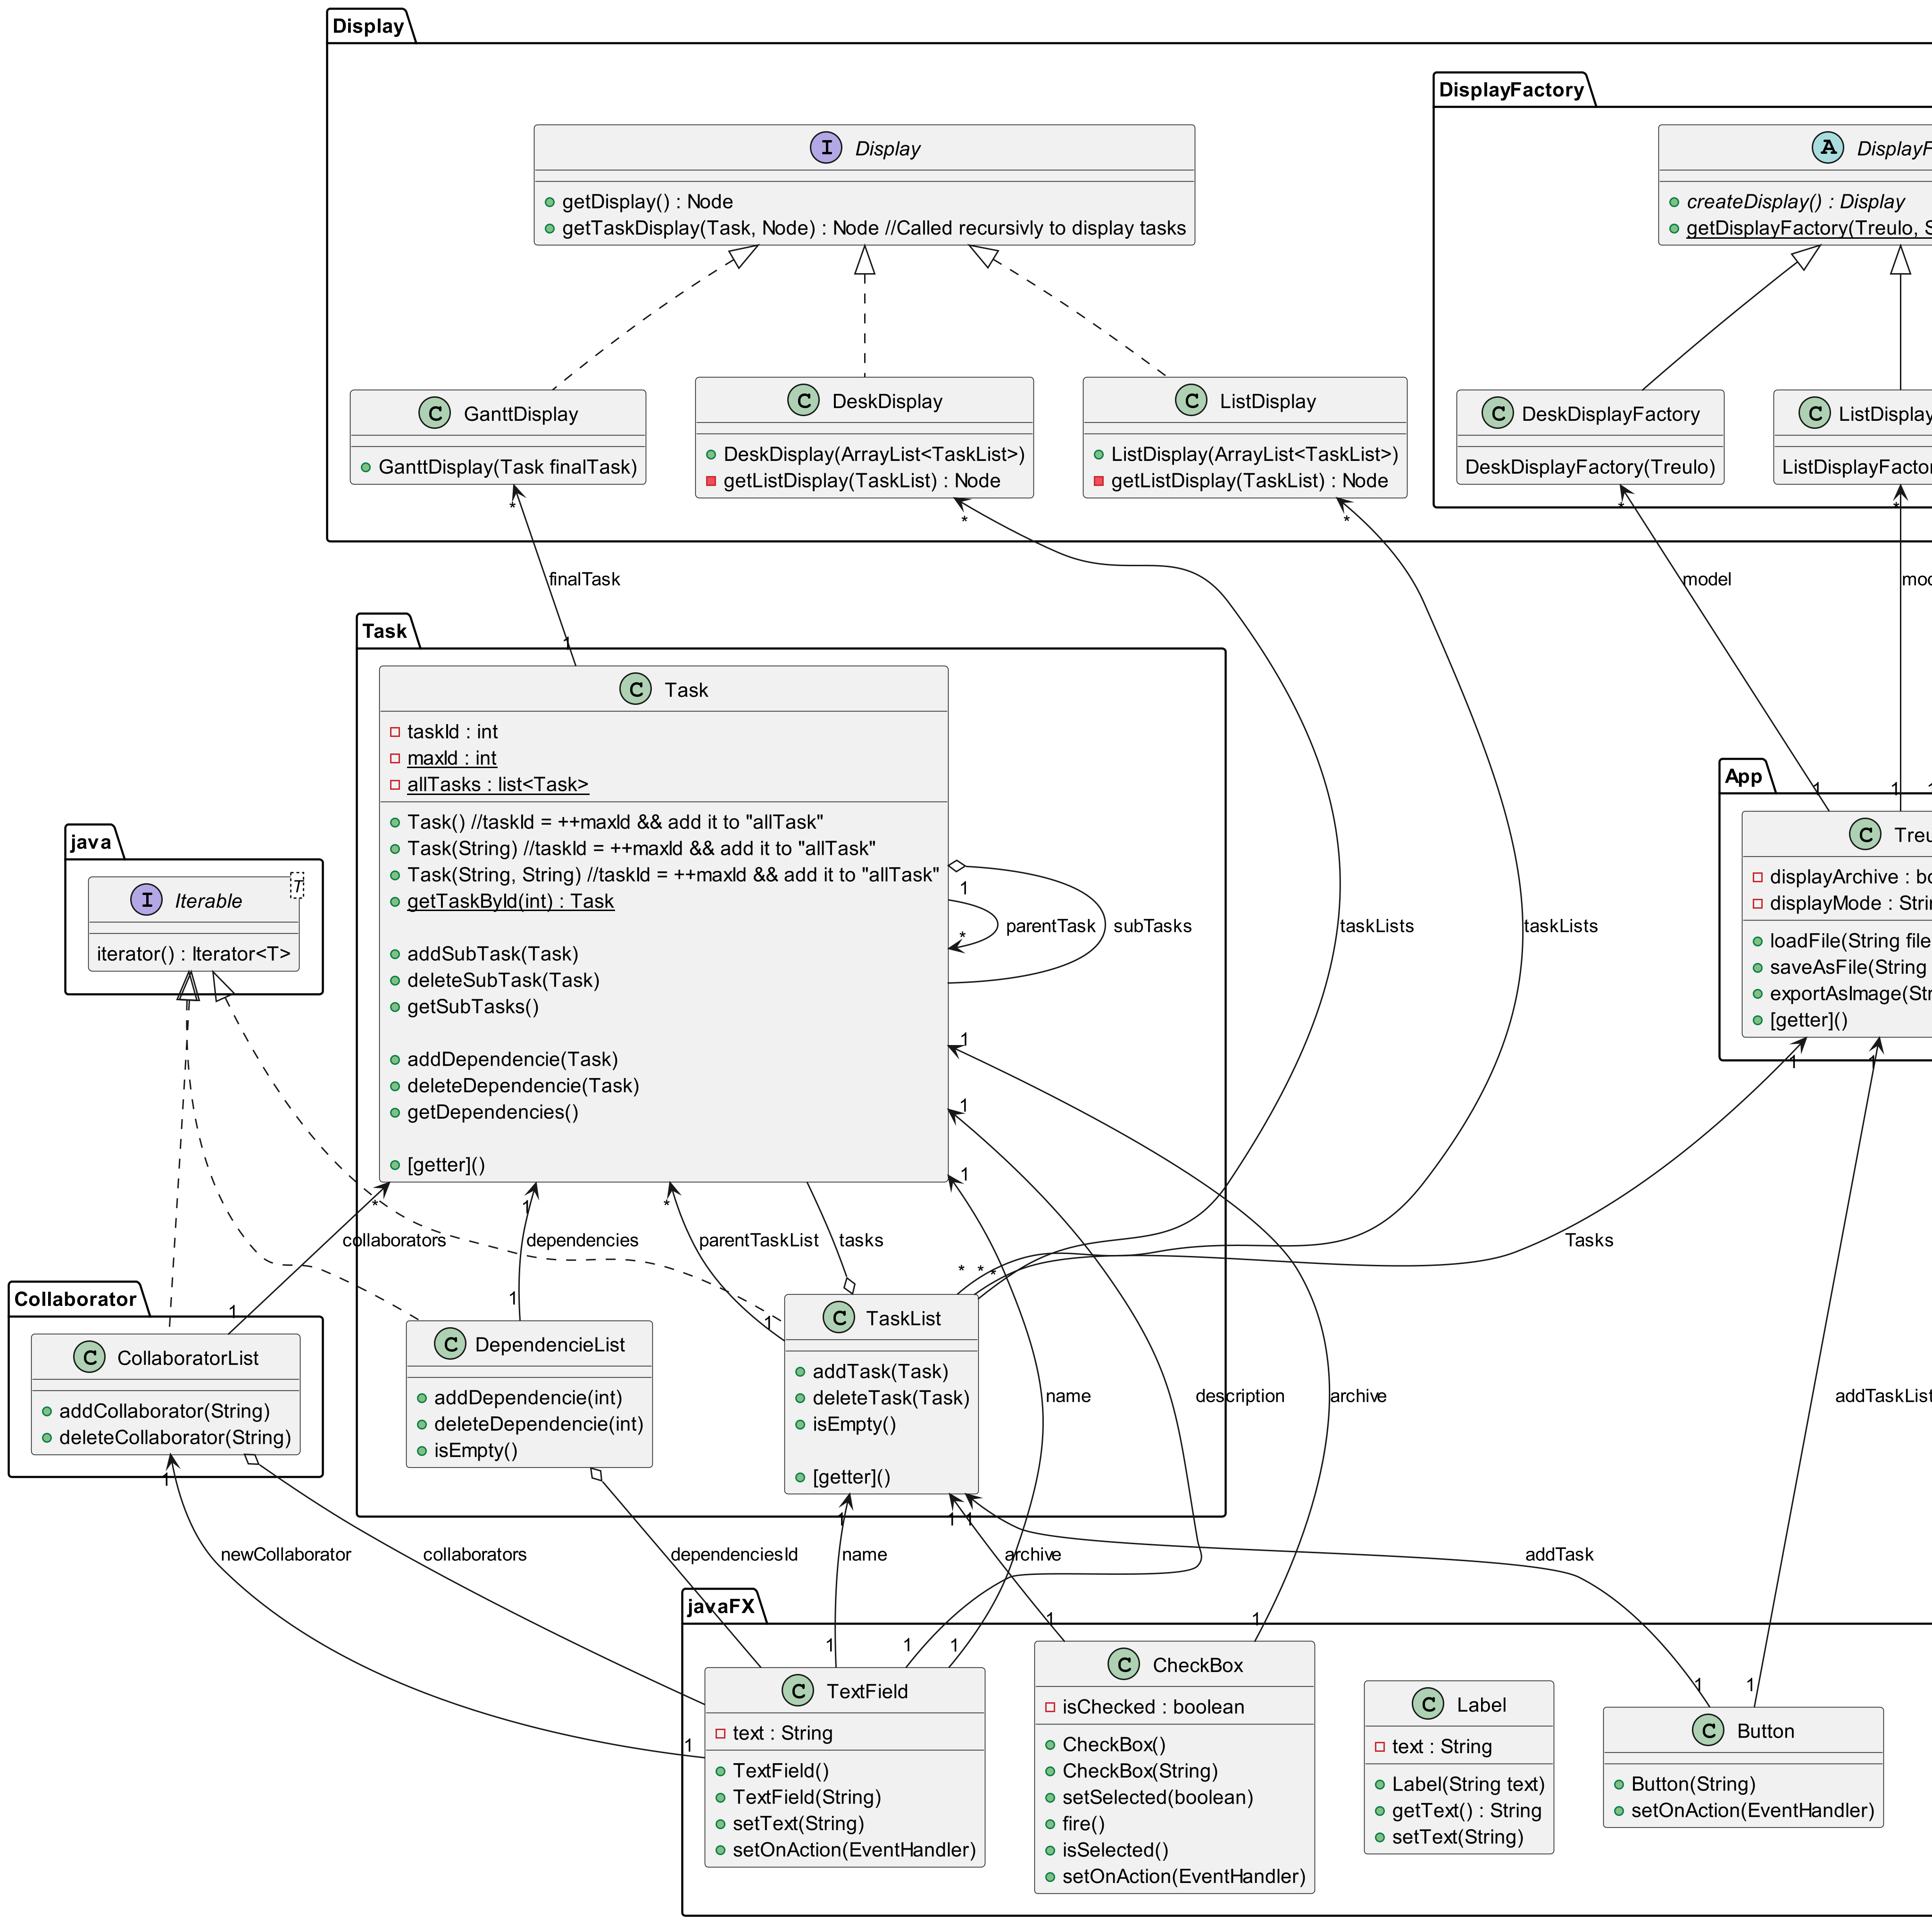 Display
DisplayFactory
I Display
getDisplay() : Node
getTaskDisplay(Task, Node) : Node //Called recursivly to display tasks
A DisplayF
createDisplay() : Display
getDisplayFactory(Treulo, S
C GanttDisplay
GanttDisplay(Task finalTask)
C DeskDisplay
DeskDisplay(ArrayList<TaskList>)
getListDisplay(TaskList) : Node
C ListDisplay
ListDisplay(ArrayList<TaskList>)
getListDisplay(TaskList) : Node
C DeskDisplayFactory
DeskDisplayFactory(Treulo)
C ListDisplay
ListDisplayFactor
* * * * *
finalTask
model
mod
1
Task
C Task
taskId : int
maxId : int
allTasks : list<Task>
Task() //taskId = ++maxId && add it to "allTask"
Task(String) //taskId = ++maxId && add it to "allTask"
Task(String, String) //taskId = ++maxId && add it to "allTask"
getTaskById(int) : Task
addSubTask(Task)
deleteSubTask(Task)
getSubTasks()
addDependencie(Task)
deleteDependencie(Task)
getDependencies()
[getter]()
1
*
parentTask
subTasks
taskLists
taskLists
1
1
1
App
1 1 1
C Treu
displayArchive : bo
displayMode : Strin
loadFile(String file
saveAsFile(String
exportAsImage(Str
[getter]()
1 1
java
I Iterable
T
iterator() : Iterator<T>
* 1 *
collaborators
dependencies
parentTaskList
tasks
Tasks
* * *
1 1 1
Collaborator
C CollaboratorList
addCollaborator(String)
deleteCollaborator(String)
C DependencieList
addDependencie(int)
deleteDependencie(int)
isEmpty()
C TaskList
addTask(Task)
deleteTask(Task)
isEmpty()
[getter]()
name
description
archive
addTaskList
1 1 1 1
newCollaborator
collaborators
dependenciesId
name
archive
addTask
javaFX
1 1 1 1 1 1 1
1
C TextField
text : String
TextField()
TextField(String)
setText(String)
setOnAction(EventHandler)
C CheckBox
isChecked : boolean
CheckBox()
CheckBox(String)
setSelected(boolean)
fire()
isSelected()
setOnAction(EventHandler)
C Label
text : String
Label(String text)
getText() : String
setText(String)
C Button
Button(String)
setOnAction(EventHandler)